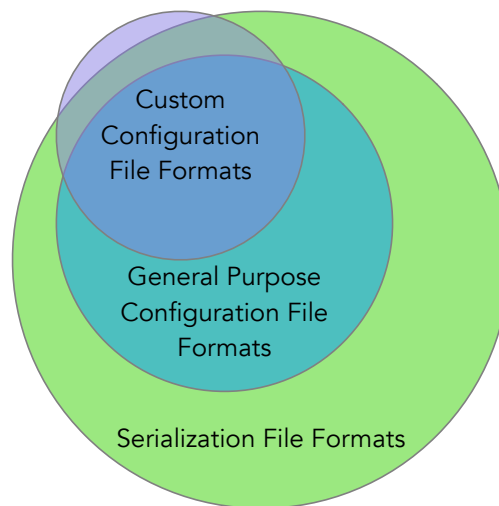 Custom
Configuration
File Formats
General Purpose
Configuration File
Formats
Serialization File Formats